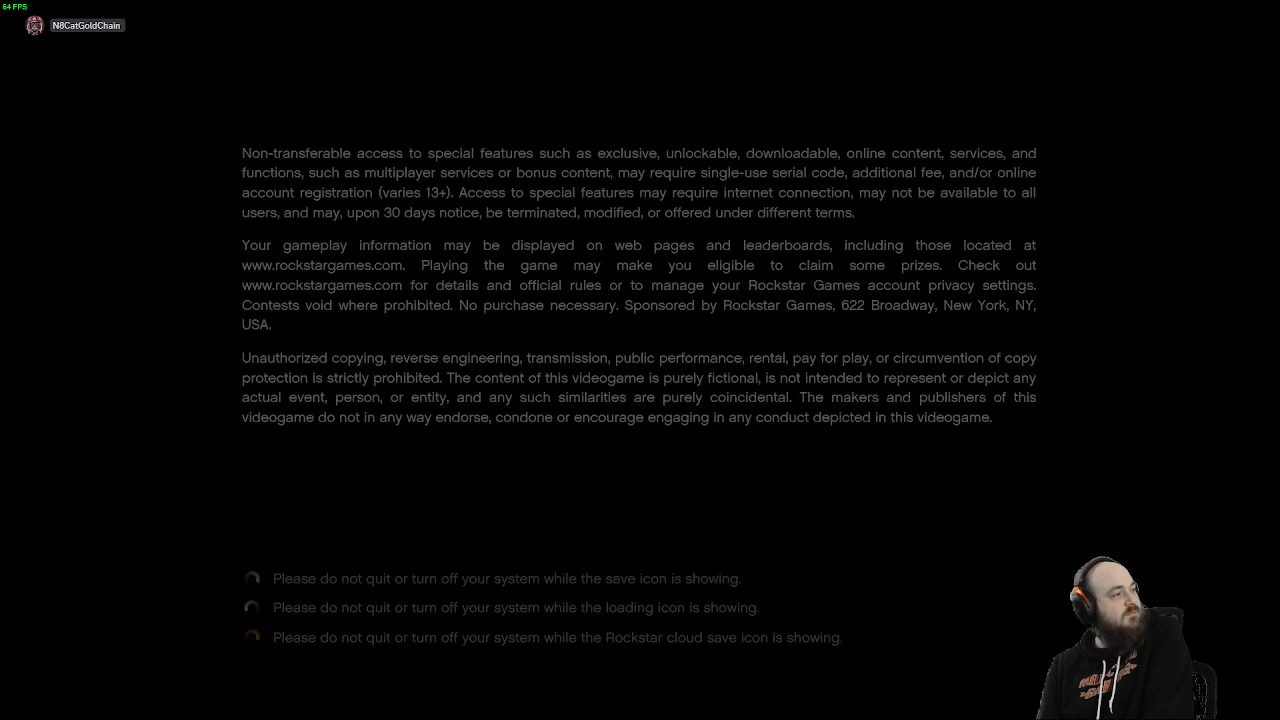 64 FPS
N8CatGoldChain
Non-transferable access to special features such as exclusive, unlockable, downloadable, online content, services, and
functions, such as multiplayer services or bonus content, may require single-use serial code, additional fee, and/or online
account registration (varies 13+). Access to special features may require internet connection, may not be available to all
users, and may, upon 30 days notice, be terminated, modified, or offered under different terms.
Your gameplay information may be displayed on web pages and leaderboards, including those located at
www.rockstargames.com. Playing the game may make you eligible to claim some prizes. Check out
www.rockstargames.com for details and official rules or to manage your Rockstar Games account privacy settings.
Contests void where prohibited. No purchase necessary. Sponsored by Rockstar Games, 622 Broadway, New York, NY,
USA.
Unauthorized copying, reverse engineering, transmission, public performance, rental, pay for play, or circumvention of copy
protection is strictly prohibited. The content of this videogame is purely fictional, is not intended to represent or depict any
actual event, person, or entity, and any such similarities are purely coincidental. The makers and publishers of this
videogame do not in any way endorse, condone or encourage engaging in any conduct depicted in this videogame.
Please do not quit or turn off your system while the save icon is showing.
Please do not quit or turn off your system while the loading icon is showing.
Please do not quit or turn off your system while the Rockstar cloud save icon is showing.